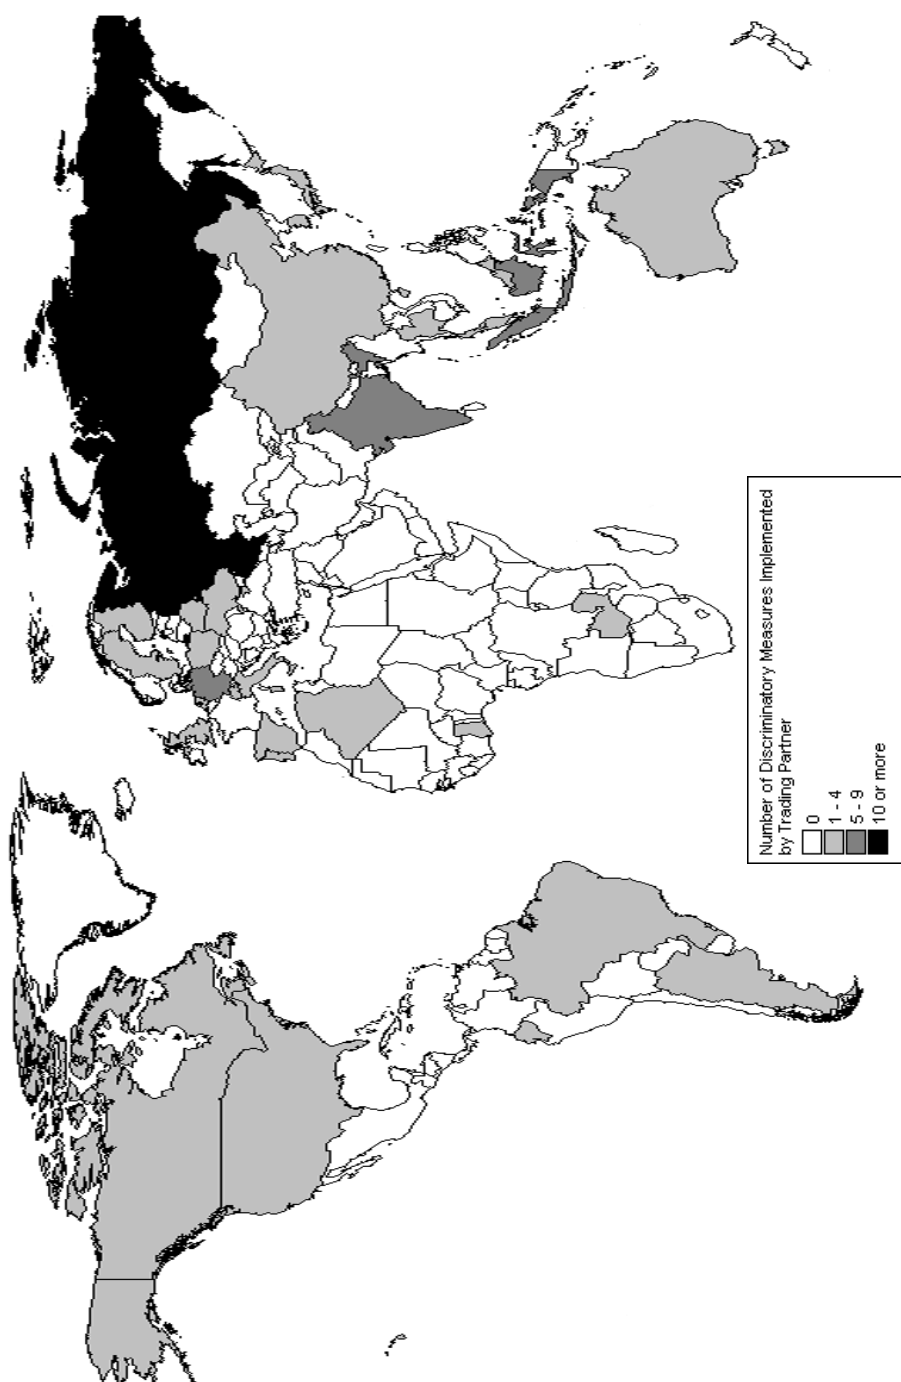 Number of Discriminatory Measures Implemented
by Trading Partner
0
1 - 4
5 - 9
10 or more